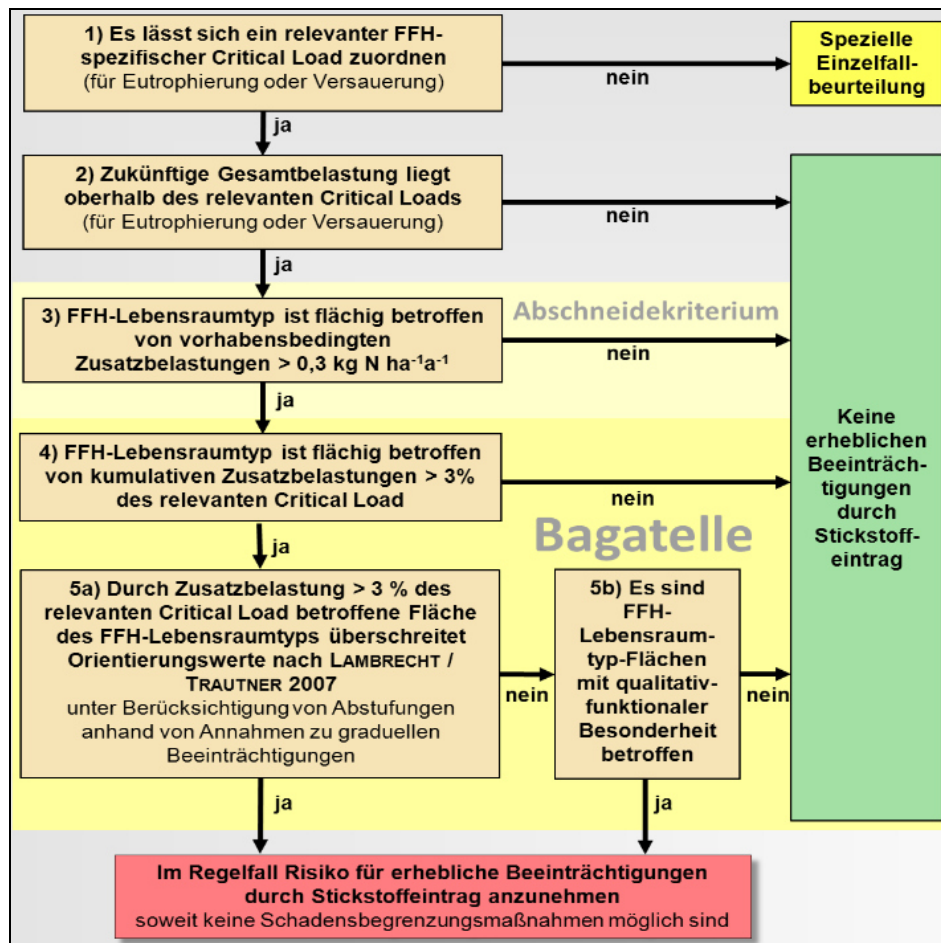 1) Es lässt sich ein relevanter FFH-
spezifischer Critical Load zuordnen
(für Eutrophierung oder Versauerung)
nein
Spezielle
Einzelfall-
beurteilung
ja
2) Zukünftige Gesamtbelastung liegt
oberhalb des relevanten Critical Loads
(für Eutrophierung oder Versauerung)
nein
ja
3) FFH-Lebensraumtyp ist flächig betroffen
von vorhabensbedingten
Zusatzbelastungen > 0,3 kg N ha⁻¹a⁻¹
Abschneidekriterium
nein
ja
4) FFH-Lebensraumtyp ist flächig betroffen
von kumulativen Zusatzbelastungen > 3%
des relevanten Critical Load
nein
Keine
erheblichen
Beeinträch-
tigungen
durch
Stickstoff-
eintrag
ja
Bagatelle
5a) Durch Zusatzbelastung > 3 % des
relevanten Critical Load betroffene Fläche
des FFH-Lebensraumtyps überschreitet
Orientierungswerte nach LAMBRECHT /
TRAUTNER 2007
unter Berücksichtigung von Abstufungen
anhand von Annahmen zu graduellen
Beeinträchtigungen
nein
5b) Es sind
FFH-
Lebensraum-
typ-Flächen
mit qualitativ-
funktionaler
Besonderheit
betroffen
nein
ja
ja
Im Regelfall Risiko für erhebliche Beeinträchtigungen
durch Stickstoffeintrag anzunehmen
soweit keine Schadensbegrenzungsmaßnahmen möglich sind